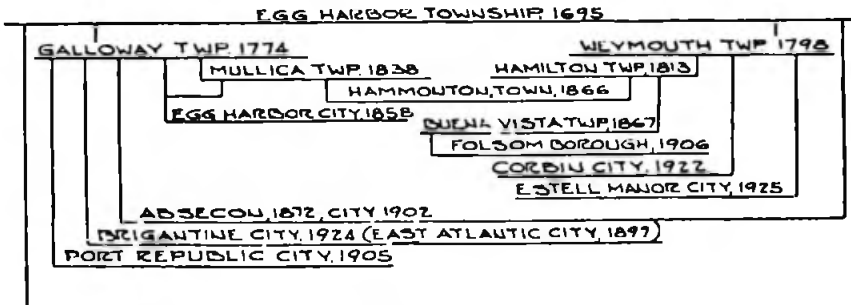 EGG HARBOR TOWNSHIP, 1695
GALLOWAY TWP. 1774
WEYMOUTH TWP 1798
MULLICA TWP. 1838
HAMILTON TWP, 1813
HAMMONTON, TOWN, 1866
EGG HARBOR CITY, 1858
BUENA VISTA TWP, 1867
FOLSOM BOROUGH, 1906
CORBIN CITY, 1922
ESTELL MANOR CITY, 1925
ABSECON, 1872, CITY 1902
BRIGANTINE CITY, 1924 (EAST ATLANTIC CITY, 1897)
PORT REPUBLIC CITY, 1905